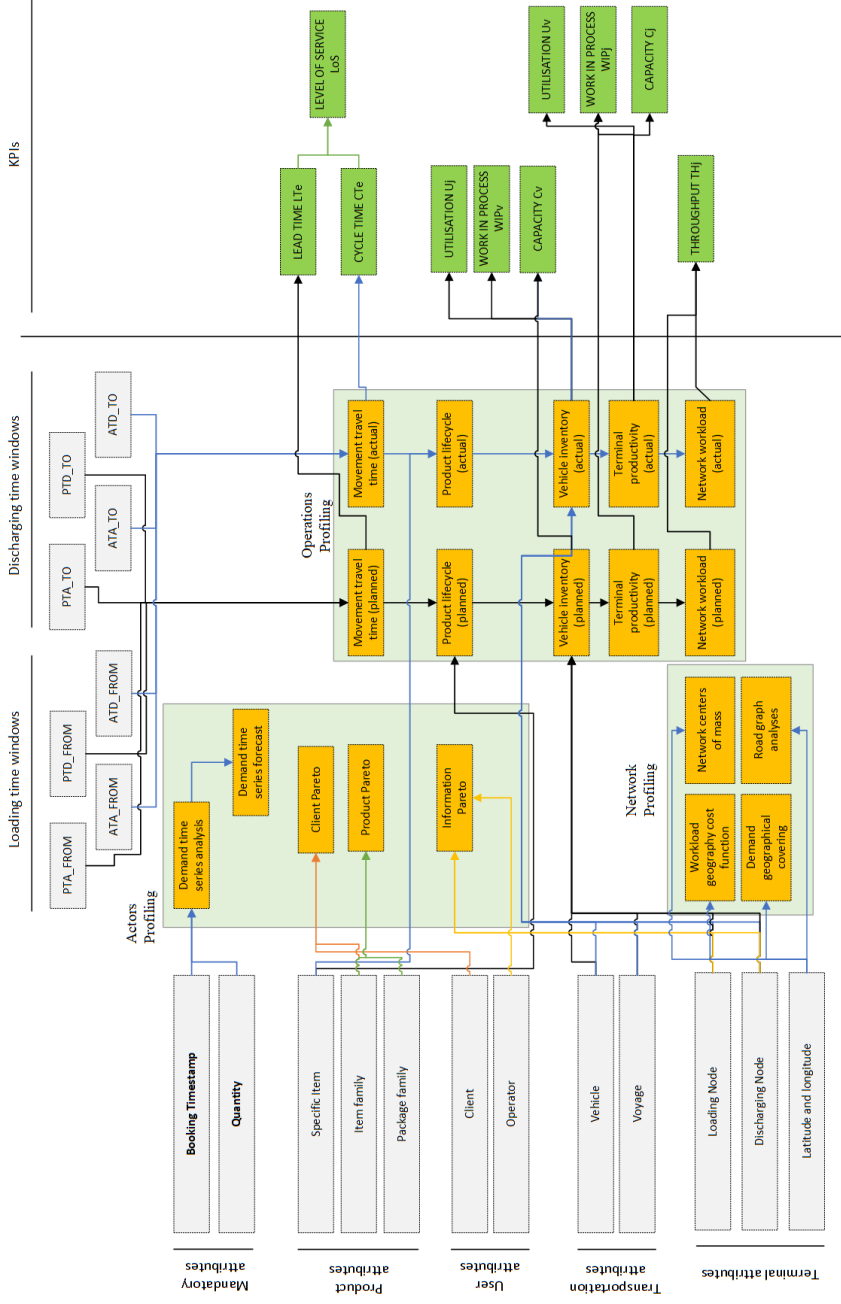 Loading time windows
Discharging time windows
KPIs
PTA_FROM
PTD_FROM
PTA_TO
PTD_TO
ATA_FROM
ATD_FROM
ATA_TO
ATD_TO
Mandatory
attributes
Booking Timestamp
Quantity
Product
attributes
Specific Item
Item family
Package family
User
attributes
Client
Operator
Transportation
attributes
Vehicle
Voyage
Terminal attributes
Loading Node
Discharging Node
Latitude and longitude
Actors
Profiling
Demand time
series analysis
Demand time
series forecast
Client Pareto
Product Pareto
Information
Pareto
Network
Profiling
Workload
geography cost
function
Network centers
of mass
Demand
geographical
covering
Road graph
analyses
Operations
Profiling
Movement travel
time (planned)
Movement travel
time (actual)
Product lifecycle
(planned)
Product lifecycle
(actual)
Vehicle inventory
(planned)
Vehicle inventory
(actual)
Terminal
productivity
(planned)
Terminal
productivity
(actual)
Network workload
(planned)
Network workload
(actual)
LEAD TIME LTe
CYCLE TIME CTe
LEVEL OF SERVICE
LoS
UTILISATION Uj
WORK IN PROCESS
WIPv
CAPACITY Cv
UTILISATION Uv
WORK IN PROCESS
WIPj
CAPACITY Cj
THROUGHPUT THj